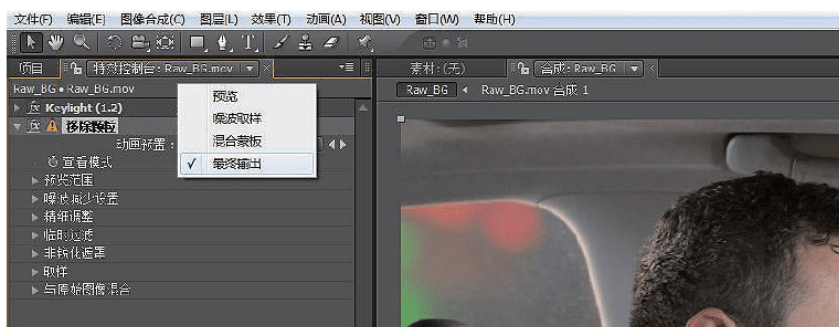 文件(F) 编辑(E) 图像合成(C) 图层(L) 效果(T) 动画(A) 视图(V) 窗口(W) 帮助(H)
项目 特效控制台: Raw_BG.mov 素材:(无) 合成: Raw_BG
Raw_BG • Raw_BG.mov Raw_BG Raw_BG.mov 合成 1
预览
fx Keylight (1.2) 噪波取样
fx 移除颗粒
动画预置: 混合蒙板
查看模式 ✓ 最终输出
预览范围
噪波减少设置
精细调整
临时过滤
非锐化遮罩
取样
与原始图像混合